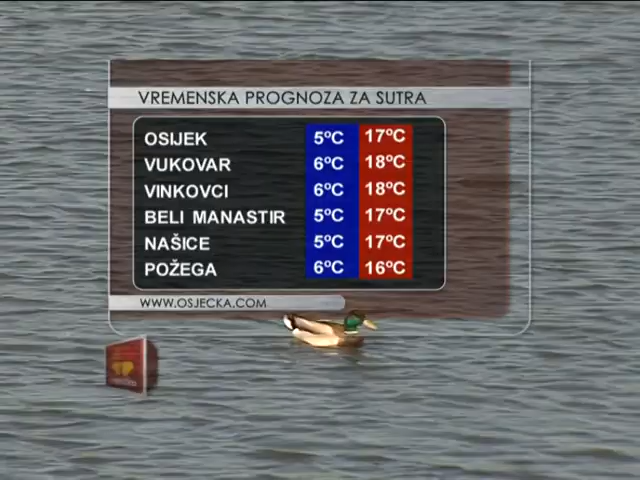 VREMENSKA PROGNOZA ZA SUTRA
OSIJEK 5ºC 17ºC
VUKOVAR 6ºC 18ºC
VINKOVCI 6ºC 18ºC
BELI MANASTIR 5ºC 17ºC
NAŠICE 5ºC 17ºC
POŽEGA 6ºC 16ºC
WWW.OSJECKA.COM